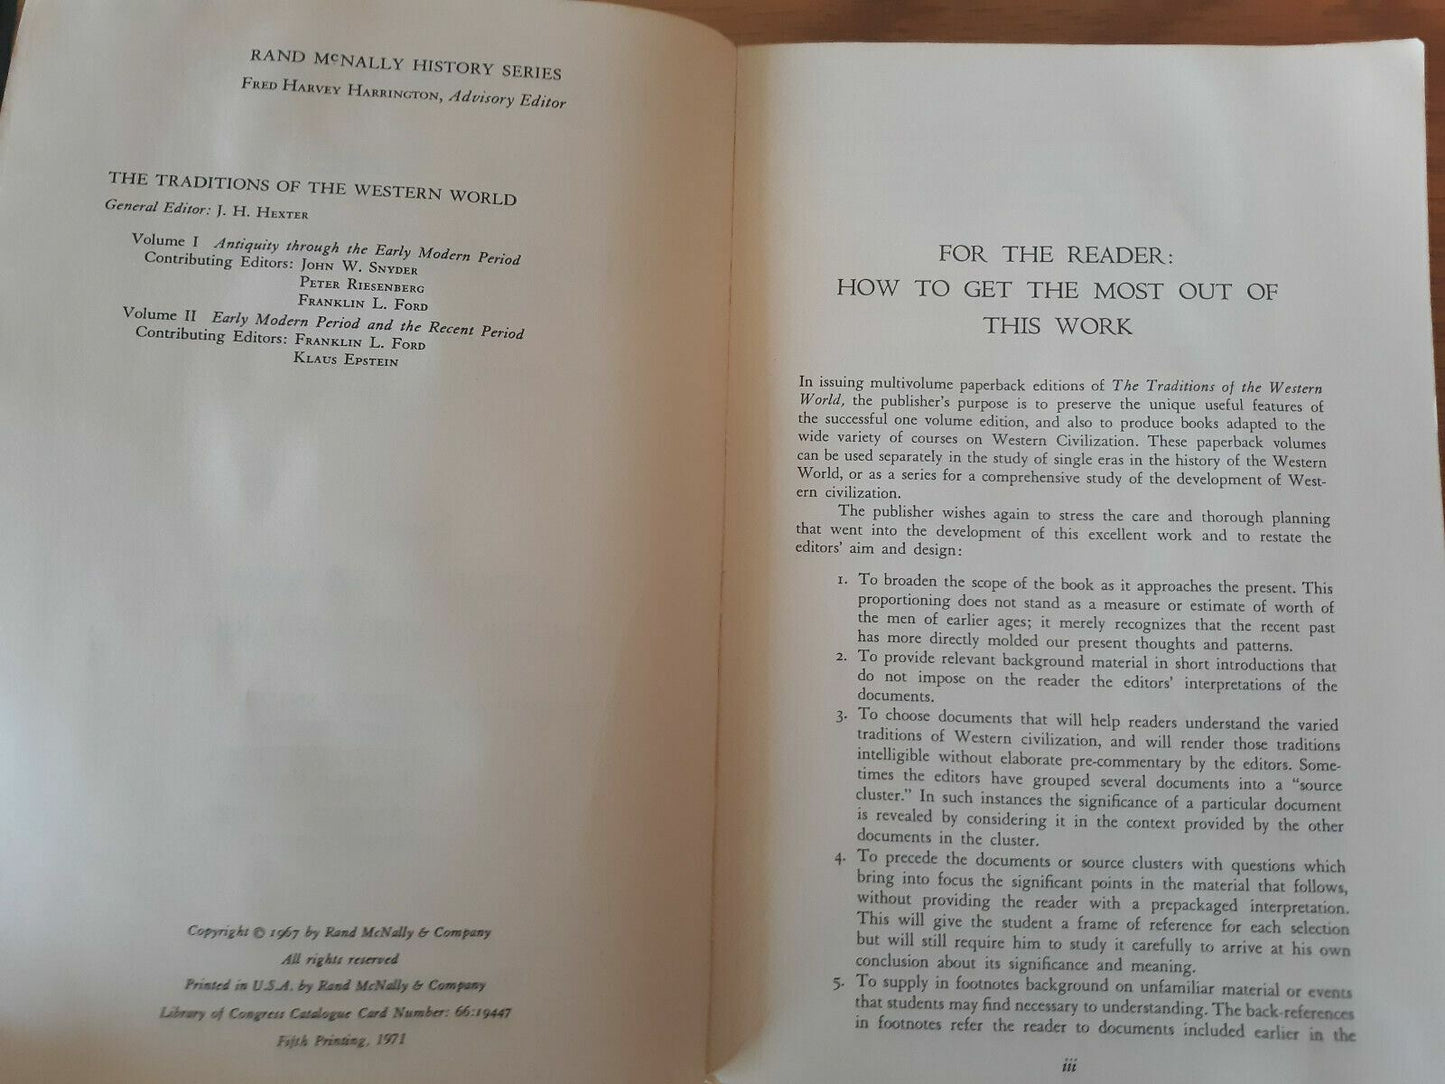 RAND McNALLY HISTORY SERIES
Fred Harvey Harrington, Advisory Editor
THE TRADITIONS OF THE WESTERN WORLD
General Editor: J. H. Hexter
Volume I Antiquity through the Early Modern Period
Contributing Editors: John W. Snyder
Peter Riesenberg
Franklin L. Ford
Volume II Early Modern Period and the Recent Period
Contributing Editors: Franklin L. Ford
Klaus Epstein
Copyright © 1967 by Rand McNally & Company
All rights reserved
Printed in U.S.A. by Rand McNally & Company
Library of Congress Catalogue Card Number: 66:19447
Fifth Printing, 1971
FOR THE READER:
HOW TO GET THE MOST OUT OF
THIS WORK
In issuing multivolume paperback editions of The Traditions of the Western
World, the publisher's purpose is to preserve the unique useful features of
the successful one volume edition, and also to produce books adapted to the
wide variety of courses on Western Civilization. These paperback volumes
can be used separately in the study of single eras in the history of the Western
World, or as a series for a comprehensive study of the development of West-
ern civilization.
The publisher wishes again to stress the care and thorough planning
that went into the development of this excellent work and to restate the
editors' aim and design:
1. To broaden the scope of the book as it approaches the present. This
proportioning does not stand as a measure or estimate of worth of
the men of earlier ages; it merely recognizes that the recent past
has more directly molded our present thoughts and patterns.
2. To provide relevant background material in short introductions that
do not impose on the reader the editors' interpretations of the
documents.
3. To choose documents that will help readers understand the varied
traditions of Western civilization, and will render those traditions
intelligible without elaborate pre-commentary by the editors. Some-
times the editors have grouped several documents into a "source
cluster." In such instances the significance of a particular document
is revealed by considering it in the context provided by the other
documents in the cluster.
4. To precede the documents or source clusters with questions which
bring into focus the significant points in the material that follows,
without providing the reader with a prepackaged interpretation.
This will give the student a frame of reference for each selection
but will still require him to study it carefully to arrive at his own
conclusion about its significance and meaning.
5. To supply in footnotes background on unfamiliar material or events
that students may find necessary to understanding. The back-references
in footnotes refer the reader to documents included earlier in the
iii